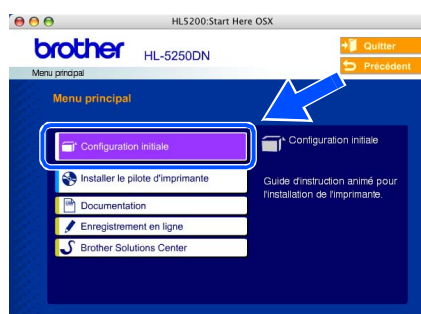 HL5200:Start Here OSX
brother HL-5250DN
Quitter
Précédent
Menu principal
Menu principal
Configuration initiale
Installer le pilote d'imprimante
Documentation
Enregistrement en ligne
Brother Solutions Center
Configuration initiale
Guide d'instruction animé pour
l'installation de l'imprimante.